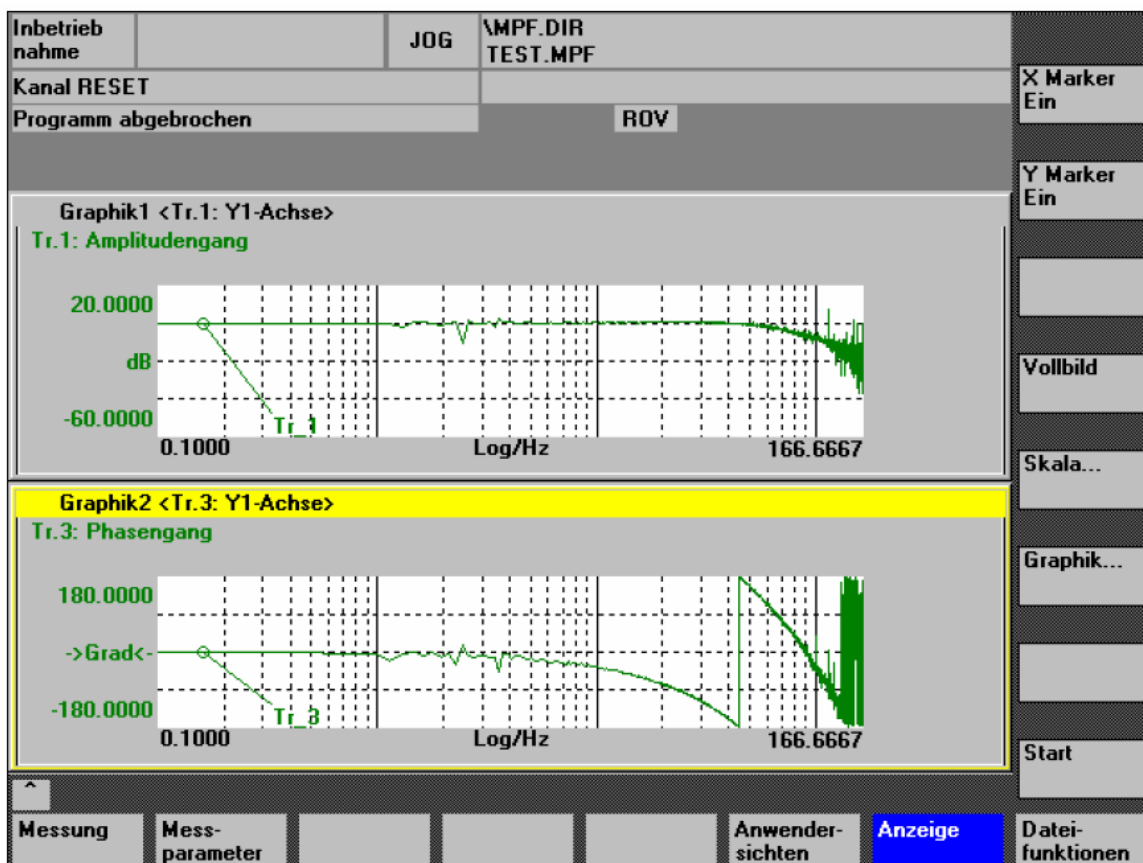 Inbetrieb
nahme
JOG
\MPF.DIR
TEST.MPF
Kanal RESET
Programm abgebrochen
ROV
X Marker
Ein
Y Marker
Ein
Vollbild
Skala...
Graphik...
Start
Graphik1 <Tr.1: Y1-Achse>
Tr.1: Amplitudengang
20.0000
dB
-60.0000
Tr_1
0.1000
Log/Hz
166.6667
Graphik2 <Tr.3: Y1-Achse>
Tr.3: Phasengang
180.0000
->Grad<-
-180.0000
Tr_3
0.1000
Log/Hz
166.6667
^
Messung
Mess-
parameter
Anwender-
sichten
Anzeige
Datei-
funktionen